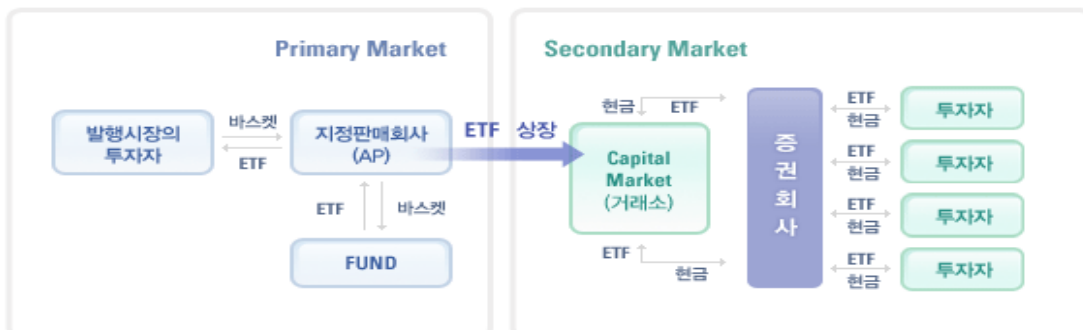 Primary Market
발행시장의
투자자
바스켓
ETF
지정판매회사
(AP)
ETF
바스켓
FUND
ETF 상장
Secondary Market
현금
ETF
Capital
Market
(거래소)
ETF
현금
증
권
회
사
ETF
현금
투자자
ETF
현금
투자자
ETF
현금
투자자
ETF
현금
투자자